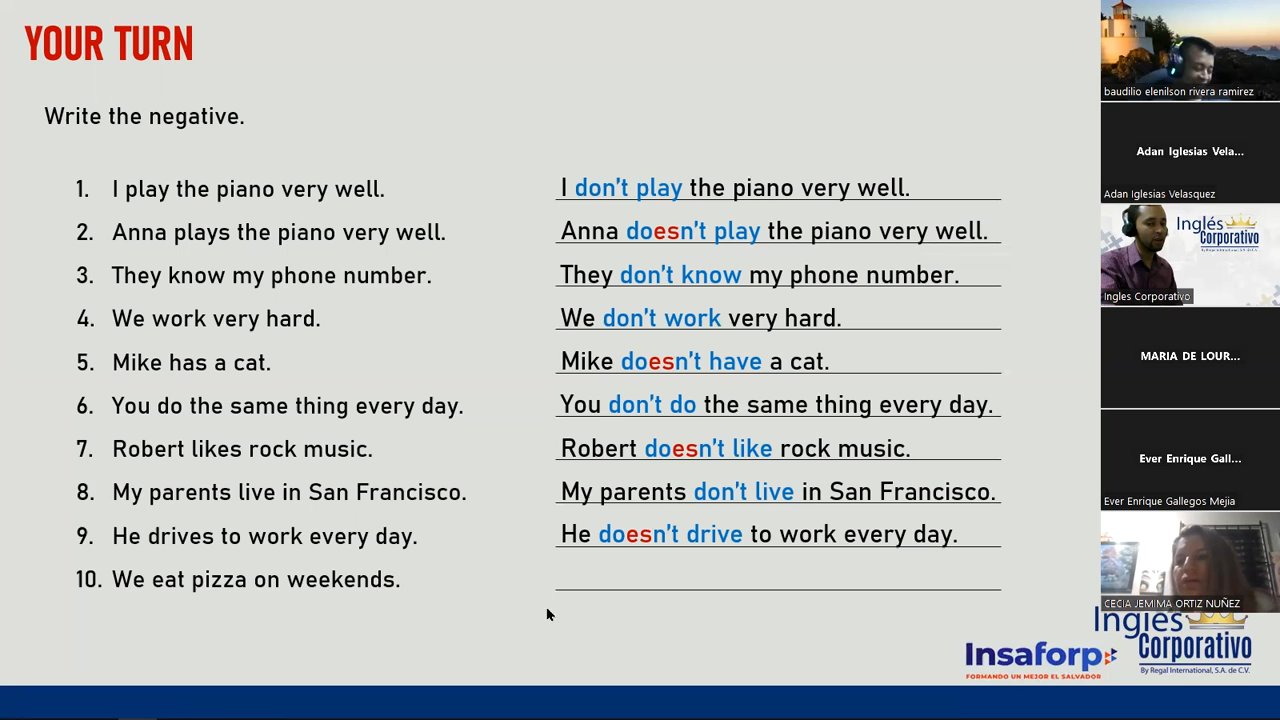 YOUR TURN
Write the negative.
1. I play the piano very well. I don't play the piano very well.
2. Anna plays the piano very well. Anna doesn't play the piano very well.
3. They know my phone number. They don't know my phone number.
4. We work very hard. We don't work very hard.
5. Mike has a cat. Mike doesn't have a cat.
6. You do the same thing every day. You don't do the same thing every day.
7. Robert likes rock music. Robert doesn't like rock music.
8. My parents live in San Francisco. My parents don't live in San Francisco.
9. He drives to work every day. He doesn't drive to work every day.
10. We eat pizza on weekends.
baudilio elenilson rivera ramirez
Adan Iglesias Vela...
Adan Iglesias Velasquez
Inglés
Corporativo
By Regal International, S.A. de C.V.
Ingles Corporativo
MARIA DE LOUR...
Ever Enrique Gall...
Ever Enrique Gallegos Mejia
CECIA JEMIMA ORTIZ NUÑEZ
Inglés
Corporativo
By Regal International, S.A. de C.V.
Insaforp
FORMANDO UN MEJOR EL SALVADOR